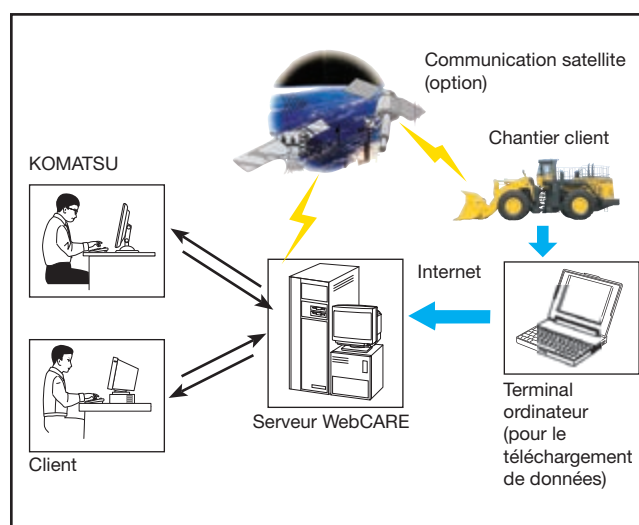 Communication satellite
(option)
Chantier client
KOMATSU
Internet
Serveur WebCARE
Terminal
ordinateur
(pour le
téléchargement
de données)
Client